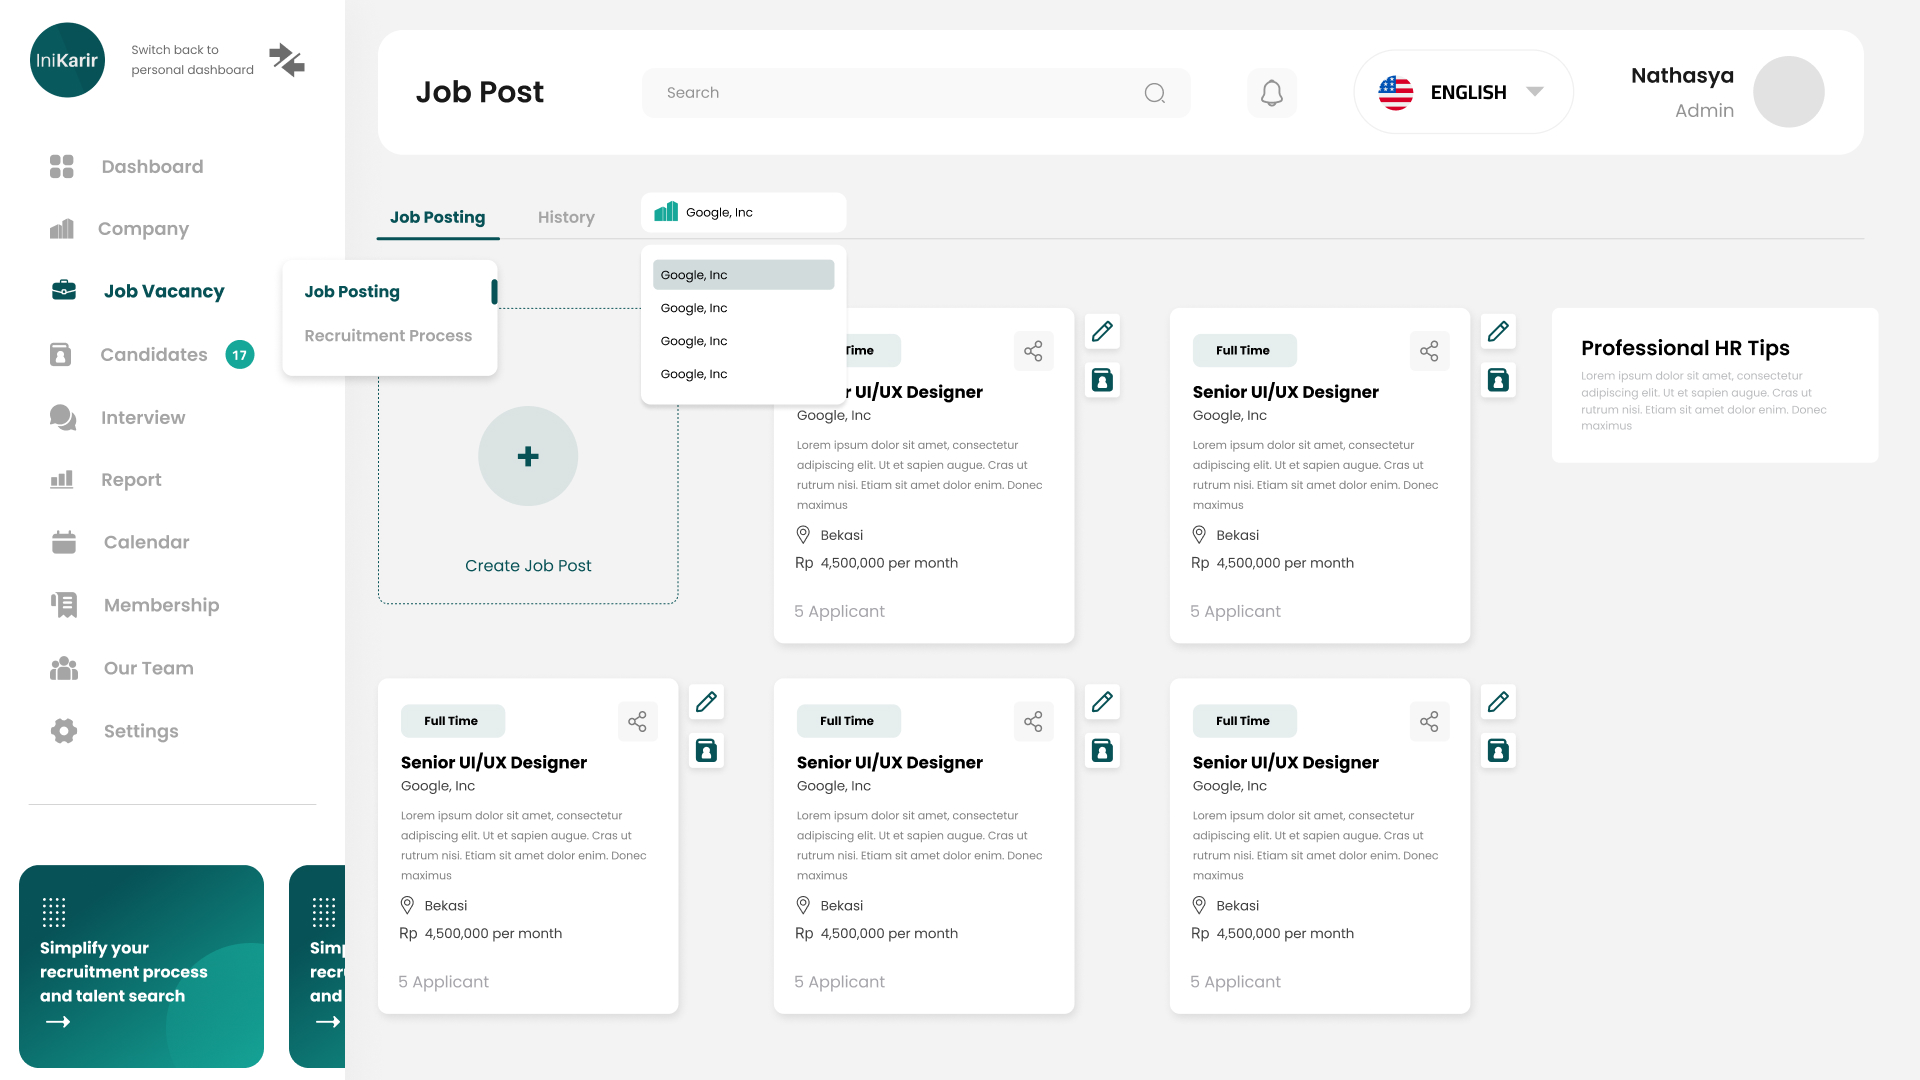 IniKarir
Switch back to
personal dashboard
Dashboard
Company
Job Vacancy
Candidates 17
Interview
Report
Calendar
Membership
Our Team
Settings
Simplify your
recruitment process
and talent search
Simp
recru
and
Job Posting
Recruitment Process
Job Post
Search
ENGLISH
Nathasya
Admin
Job Posting
History
Google, Inc
Google, Inc
Google, Inc
Google, Inc
Google, Inc
Create Job Post
Time
r UI/UX Designer
Google, Inc
Lorem ipsum dolor sit amet, consectetur
adipiscing elit. Ut et sapien augue. Cras ut
rutrum nisi. Etiam sit amet dolor enim. Donec
maximus
Bekasi
Rp 4,500,000 per month
5 Applicant
Full Time
Senior UI/UX Designer
Google, Inc
Lorem ipsum dolor sit amet, consectetur
adipiscing elit. Ut et sapien augue. Cras ut
rutrum nisi. Etiam sit amet dolor enim. Donec
maximus
Bekasi
Rp 4,500,000 per month
5 Applicant
Professional HR Tips
Lorem ipsum dolor sit amet, consectetur
adipiscing elit. Ut et sapien augue. Cras ut
rutrum nisi. Etiam sit amet dolor enim. Donec
maximus
Full Time
Senior UI/UX Designer
Google, Inc
Lorem ipsum dolor sit amet, consectetur
adipiscing elit. Ut et sapien augue. Cras ut
rutrum nisi. Etiam sit amet dolor enim. Donec
maximus
Bekasi
Rp 4,500,000 per month
5 Applicant
Full Time
Senior UI/UX Designer
Google, Inc
Lorem ipsum dolor sit amet, consectetur
adipiscing elit. Ut et sapien augue. Cras ut
rutrum nisi. Etiam sit amet dolor enim. Donec
maximus
Bekasi
Rp 4,500,000 per month
5 Applicant
Full Time
Senior UI/UX Designer
Google, Inc
Lorem ipsum dolor sit amet, consectetur
adipiscing elit. Ut et sapien augue. Cras ut
rutrum nisi. Etiam sit amet dolor enim. Donec
maximus
Bekasi
Rp 4,500,000 per month
5 Applicant